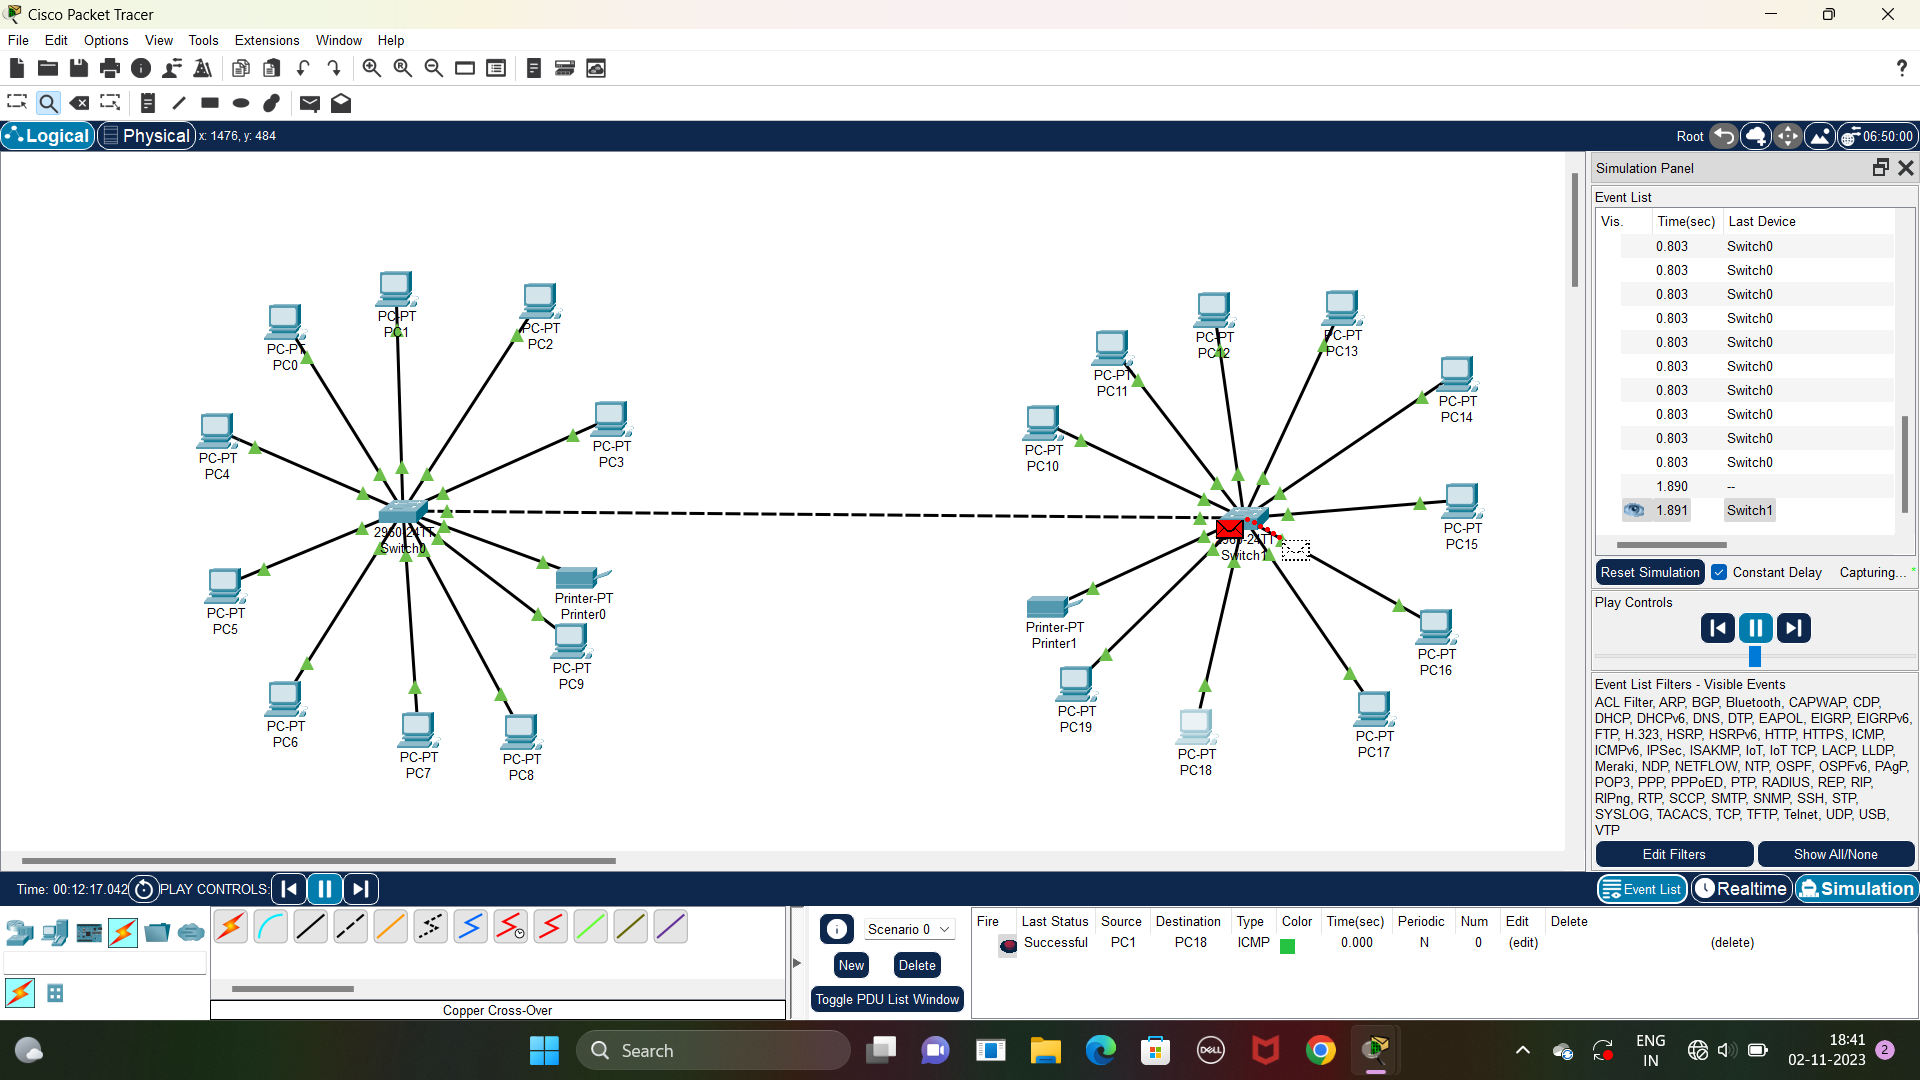 Cisco Packet Tracer
File Edit Options View Tools Extensions Window Help
?
Logical Physical x: 1476, y: 484 Root 06:50:00
Simulation Panel
Event List
Vis. Time(sec) Last Device
0.803 Switch0
0.803 Switch0
0.803 Switch0
0.803 Switch0
0.803 Switch0
0.803 Switch0
0.803 Switch0
0.803 Switch0
0.803 Switch0
0.803 Switch0
1.890 --
1.891 Switch1
Reset Simulation Constant Delay Capturing...
Play Controls
Event List Filters - Visible Events
ACL Filter, ARP, BGP, Bluetooth, CAPWAP, CDP,
DHCP, DHCPv6, DNS, DTP, EAPOL, EIGRP, EIGRPv6,
FTP, H.323, HSRP, HSRPv6, HTTP, HTTPS, ICMP,
ICMPv6, IPSec, ISAKMP, IoT, IoT TCP, LACP, LLDP,
Meraki, NDP, NETFLOW, NTP, OSPF, OSPFv6, PAgP,
POP3, PPP, PPPoED, PTP, RADIUS, REP, RIP,
RIPng, RTP, SCCP, SMTP, SNMP, SSH, STP,
SYSLOG, TACACS, TCP, TFTP, Telnet, UDP, USB,
VTP
Edit Filters Show All/None
PC-PT
PC0
PC-PT
PC1
PC-PT
PC2
PC-PT
PC3
PC-PT
PC4
2960-24TT
Switch0
PC-PT
PC5
Printer-PT
Printer0
PC-PT
PC9
PC-PT
PC6
PC-PT
PC7
PC-PT
PC8
PC-PT
PC11
PC-PT
PC12
PC-PT
PC13
PC-PT
PC14
PC-PT
PC10
PC-PT
PC15
2960-24TT
Switch1
Printer-PT
Printer1
PC-PT
PC16
PC-PT
PC19
PC-PT
PC18
PC-PT
PC17
Time: 00:12:17.042 PLAY CONTROLS:
Event List Realtime Simulation
Copper Cross-Over
Scenario 0
New Delete
Toggle PDU List Window
Fire Last Status Source Destination Type Color Time(sec) Periodic Num Edit Delete
Successful PC1 PC18 ICMP 0.000 N 0 (edit) (delete)
Search
DELL
ENG
IN
18:41
02-11-2023
2